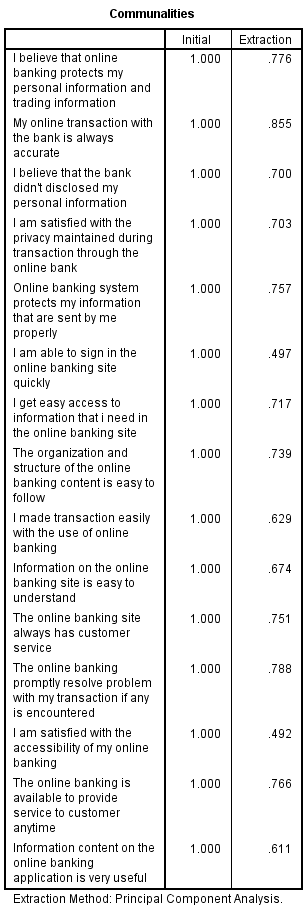 Communalities
Initial Extraction
I believe that online 1.000 .776
banking protects my
personal information and
trading information
My online transaction with 1.000 .855
the bank is always
accurate
I believe that the bank 1.000 .700
didn't disclosed my
personal information
I am satisfied with the 1.000 .703
privacy maintained during
transaction through the
online bank
Online banking system 1.000 .757
protects my information
that are sent by me
properly
I am able to sign in the 1.000 .497
online banking site
quickly
I get easy access to 1.000 .717
information that i need in
the online banking site
The organization and 1.000 .739
structure of the online
banking content is easy to
follow
I made transaction easily 1.000 .629
with the use of online
banking
Information on the online 1.000 .674
banking site is easy to
understand
The online banking site 1.000 .751
always has customer
service
The online banking 1.000 .788
promptly resolve problem
with my transaction if any
is encountered
I am satisfied with the 1.000 .492
accessibility of my online
banking
The online banking is 1.000 .766
available to provide
service to customer
anytime
Information content on the 1.000 .611
online banking
application is very useful
Extraction Method: Principal Component Analysis.